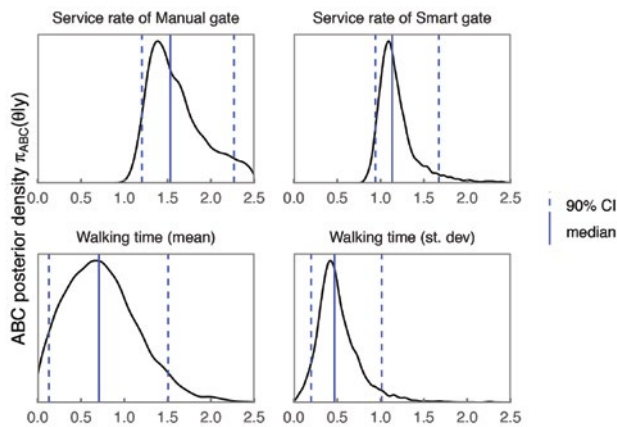 Service rate of Manual gate
Service rate of Smart gate
0.0 0.5 1.0 1.5 2.0 2.5
0.0 0.5 1.0 1.5 2.0 2.5
ABC posterior density πABC(θly)
90% CI
median
Walking time (mean)
Walking time (st. dev)
0.0 0.5 1.0 1.5 2.0 2.5
0.0 0.5 1.0 1.5 2.0 2.5